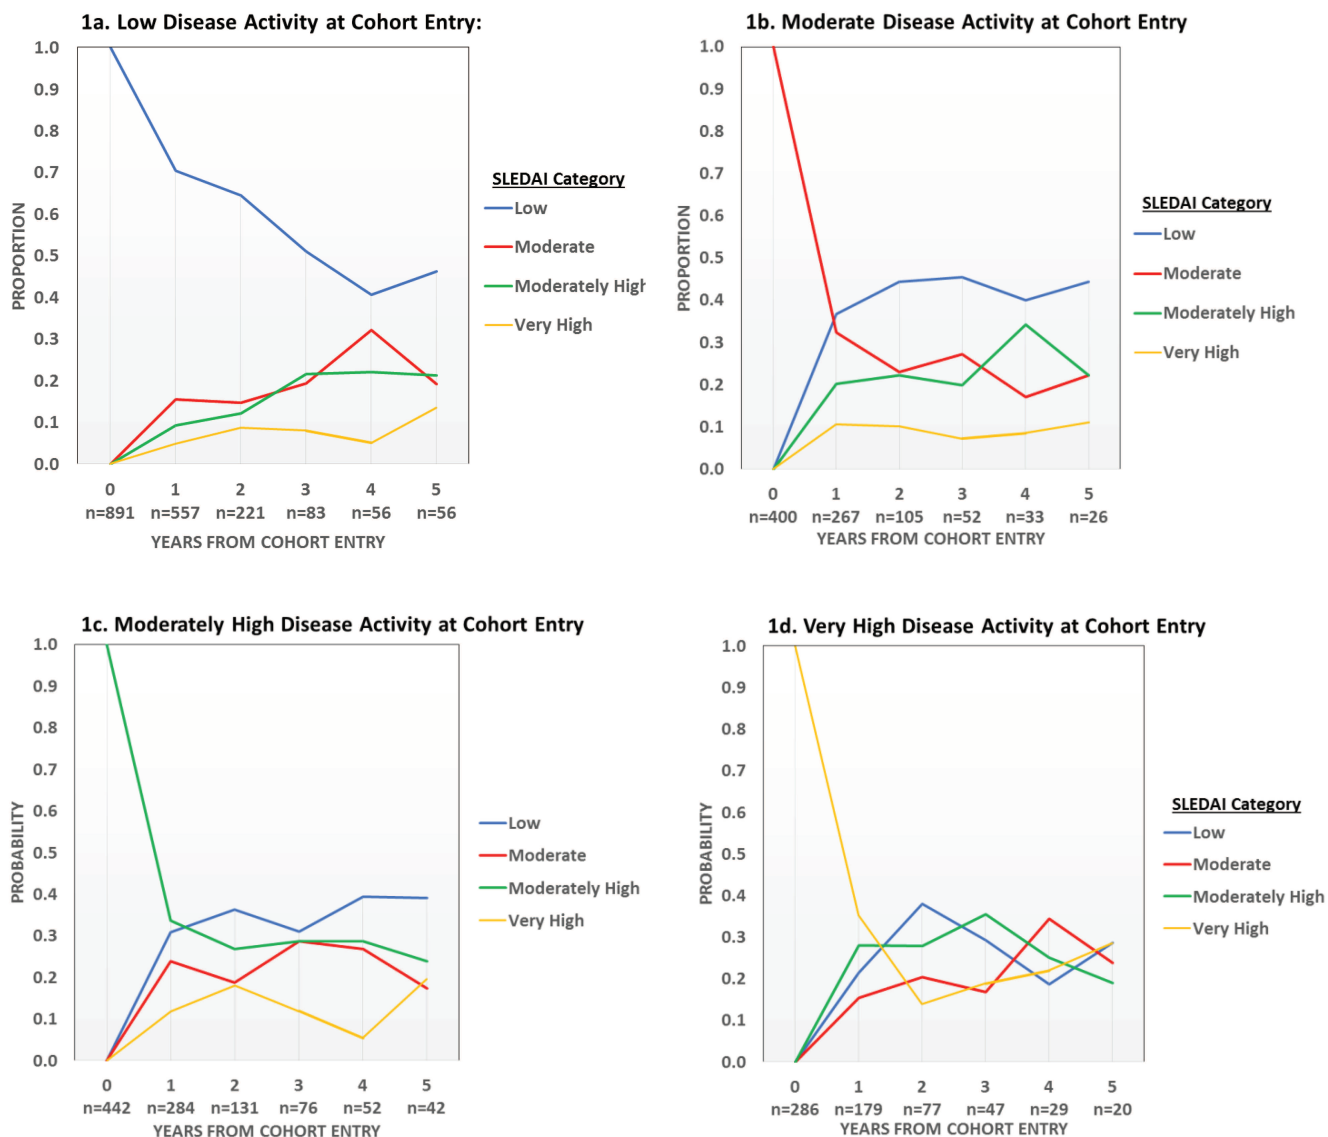 1a. Low Disease Activity at Cohort Entry:
1.0
0.9
0.8
0.7
0.6
0.5
0.4
0.3
0.2
0.1
0.0
PROPORTION
0 1 2 3 4 5
n=891 n=557 n=221 n=83 n=56 n=56
YEARS FROM COHORT ENTRY
SLEDAI Category
Low
Moderate
Moderately High
Very High
1b. Moderate Disease Activity at Cohort Entry
1.0
0.9
0.8
0.7
0.6
0.5
0.4
0.3
0.2
0.1
0.0
PROPORTION
0 1 2 3 4 5
n=400 n=267 n=105 n=52 n=33 n=26
YEARS FROM COHORT ENTRY
SLEDAI Category
Low
Moderate
Moderately High
Very High
1c. Moderately High Disease Activity at Cohort Entry
1.0
0.9
0.8
0.7
0.6
0.5
0.4
0.3
0.2
0.1
0.0
PROBABILITY
0 1 2 3 4 5
n=442 n=284 n=131 n=76 n=52 n=42
YEARS FROM COHORT ENTRY
Low
Moderate
Moderately High
Very High
1d. Very High Disease Activity at Cohort Entry
1.0
0.9
0.8
0.7
0.6
0.5
0.4
0.3
0.2
0.1
0.0
PROBABILITY
0 1 2 3 4 5
n=286 n=179 n=77 n=47 n=29 n=20
YEARS FROM COHORT ENTRY
SLEDAI Category
Low
Moderate
Moderately High
Very High